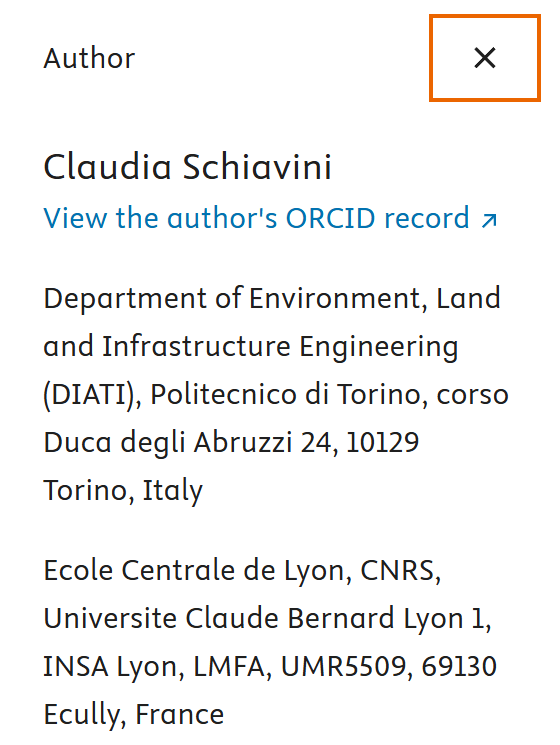 Author
Claudia Schiavini
View the author's ORCID record ↗
Department of Environment, Land
and Infrastructure Engineering
(DIATI), Politecnico di Torino, corso
Duca degli Abruzzi 24, 10129
Torino, Italy
Ecole Centrale de Lyon, CNRS,
Universite Claude Bernard Lyon 1,
INSA Lyon, LMFA, UMR5509, 69130
Ecully, France